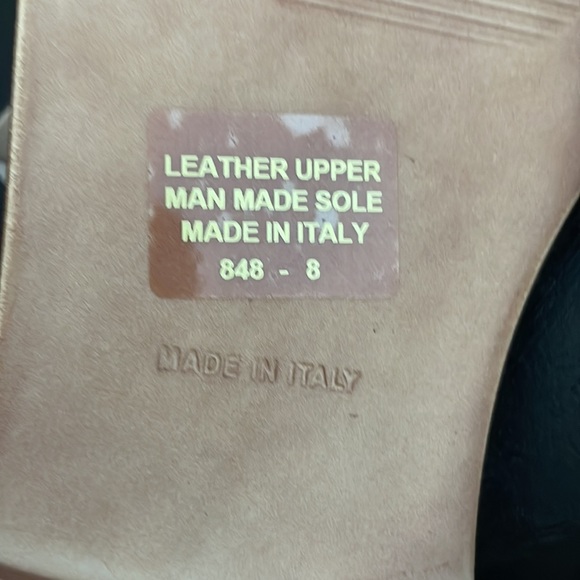 LEATHER UPPER
MAN MADE SOLE
MADE IN ITALY
848 - 8
MADE IN ITALY